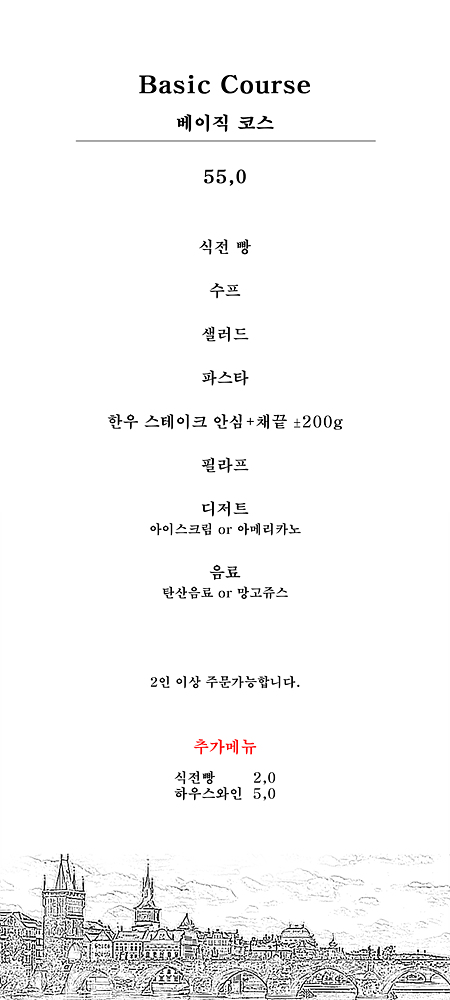 Basic Course
베이직 코스
55,0
식전 빵
수프
샐러드
파스타
한우 스테이크 안심+채끝 ±200g
필라프
디저트
아이스크림 or 아메리카노
음료
탄산음료 or 망고쥬스
2인 이상 주문가능합니다.
추가메뉴
식전빵 2,0
하우스와인 5,0